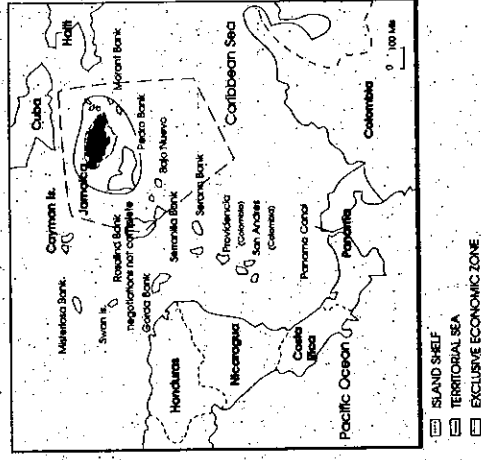 Cuba
Haiti
Cayman Is.
Jamaica
Morant Bank
Misteriosa Bank
Pedro Bank
Swan Is.
Rosalind Bank
negotiations not complete
Bajo Nuevo
Gorda Bank
Serranilla Bank
Serana Bank
Caribbean Sea
Honduras
Providencia
(Colombia)
San Andres
(Colombia)
Nicaragua
Panama Canal
Costa
Rica
Panama
Colombia
Pacific Ocean
0 100 Mls
ISLAND SHELF
TERRITORIAL SEA
EXCLUSIVE ECONOMIC ZONE